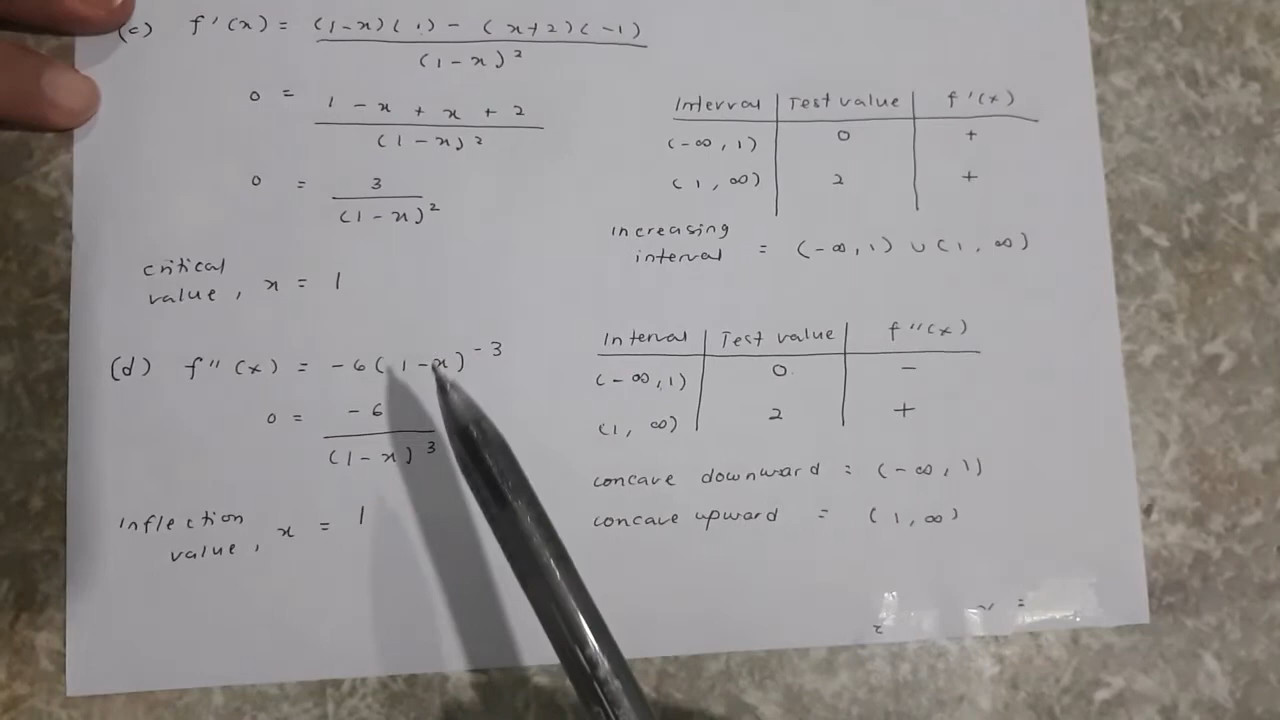 (c) f'(x) = (1-x)(1) - (x+2)(-1) / (1-x)²
0 = 1 - x + x + 2 / (1-x)²
0 = 3 / (1-x)²
critical value, x = 1
Interval | Test value | f'(x)
(-∞, 1) | 0 | +
(1, ∞) | 2 | +
increasing interval = (-∞, 1) ∪ (1, ∞)
(d) f''(x) = -6(1-x)⁻³
0 = -6 / (1-x)³
inflection value, x = 1
Interval | Test value | f''(x)
(-∞, 1) | 0 | -
(1, ∞) | 2 | +
concave downward = (-∞, 1)
concave upward = (1, ∞)